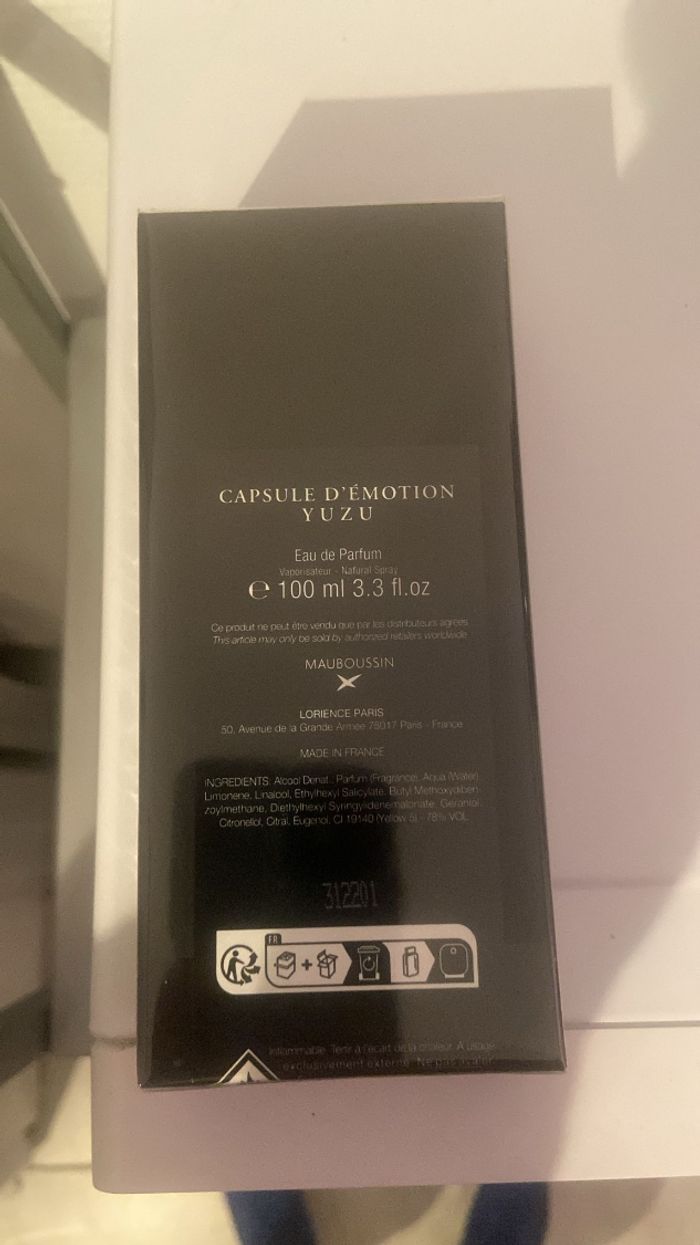 CAPSULE D'ÉMOTION
YUZU
Eau de Parfum
Vaporisateur - Natural Spray
℮ 100 ml 3.3 fl.oz
Ce produit ne peut être vendu que par les distributeurs agréés
This article may only be sold by authorized retailers worldwide
MAUBOUSSIN
LORIENCE PARIS
50, Avenue de la Grande Armée 75017 Paris - France
MADE IN FRANCE
INGREDIENTS: Alcool Denat., Parfum (Fragrance), Aqua (Water)
Limonene, Linalool, Ethylhexyl Salicylate, Butyl Methoxydiben-
zoylmethane, Diethylhexyl Syringylidenemalonate, Geraniol,
Citronellol, Citral, Eugenol, CI 19140 (Yellow 5) - 78% VOL
312201
FR
Inflammable. Tenir à l'écart de la chaleur. A usage
exclusivement externe. Ne pas avaler